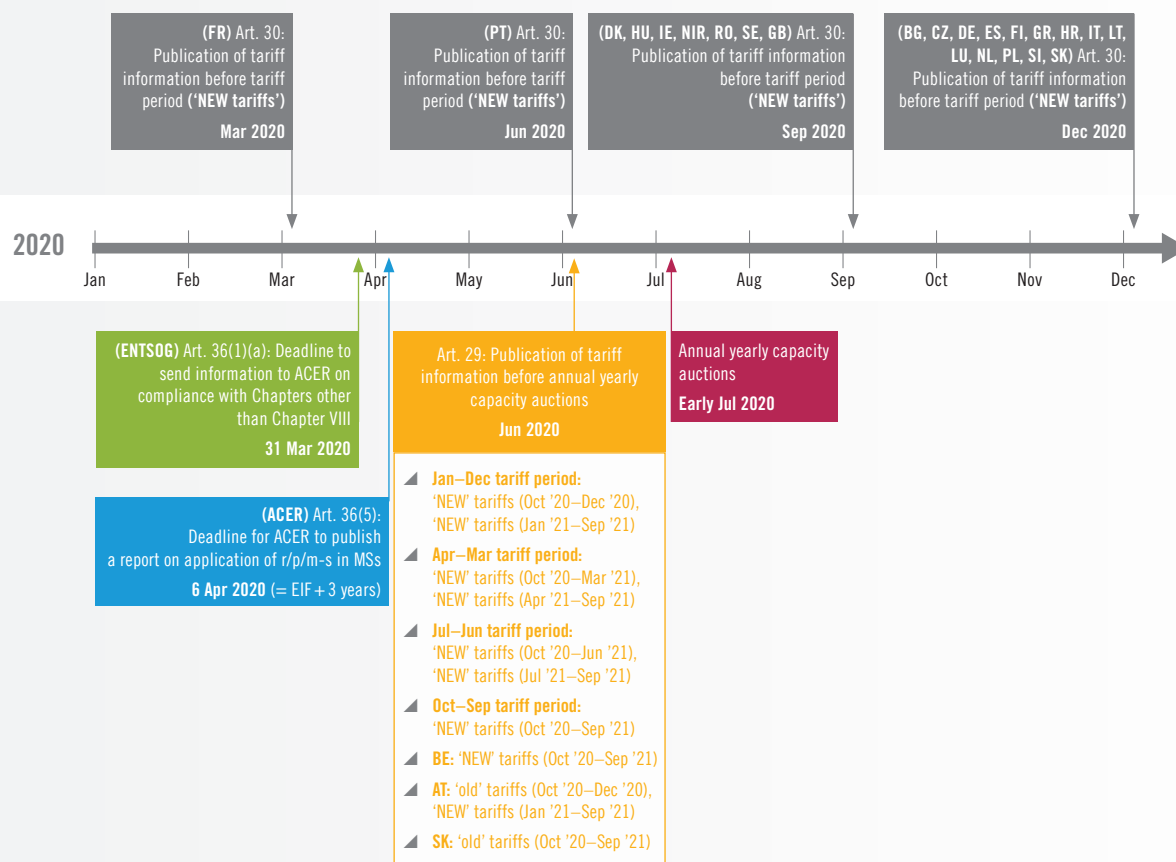 (FR) Art. 30:
Publication of tariff
information before tariff
period (‘NEW tariffs’)
Mar 2020
(PT) Art. 30:
Publication of tariff
information before tariff
period (‘NEW tariffs’)
Jun 2020
(DK, HU, IE, NIR, RO, SE, GB) Art. 30:
Publication of tariff information
before tariff period
(‘NEW tariffs’)
Sep 2020
(BG, CZ, DE, ES, FI, GR, HR, IT, LT,
LU, NL, PL, SI, SK) Art. 30:
Publication of tariff information
before tariff period (‘NEW tariffs’)
Dec 2020
2020
Jan Feb Mar Apr May Jun Jul Aug Sep Oct Nov Dec
(ENTSOG) Art. 36(1)(a): Deadline to
send information to ACER on
compliance with Chapters other
than Chapter VIII
31 Mar 2020
(ACER) Art. 36(5):
Deadline for ACER to publish
a report on application of r/p/m-s in MSs
6 Apr 2020 (= EIF + 3 years)
Art. 29: Publication of tariff
information before annual yearly
capacity auctions
Jun 2020
Jan–Dec tariff period:
‘NEW’ tariffs (Oct ’20–Dec ’20),
‘NEW’ tariffs (Jan ’21–Sep ’21)
Apr–Mar tariff period:
‘NEW’ tariffs (Oct ’20–Mar ’21),
‘NEW’ tariffs (Apr ’21–Sep ’21)
Jul–Jun tariff period:
‘NEW’ tariffs (Oct ’20–Jun ’21),
‘NEW’ tariffs (Jul ’21–Sep ’21)
Oct–Sep tariff period:
‘NEW’ tariffs (Oct ’20–Sep ’21)
BE: ‘NEW’ tariffs (Oct ’20–Sep ’21)
AT: ‘old’ tariffs (Oct ’20–Dec ’20),
‘NEW’ tariffs (Jan ’21–Sep ’21)
SK: ‘old’ tariffs (Oct ’20–Sep ’21)
Annual yearly capacity
auctions
Early Jul 2020